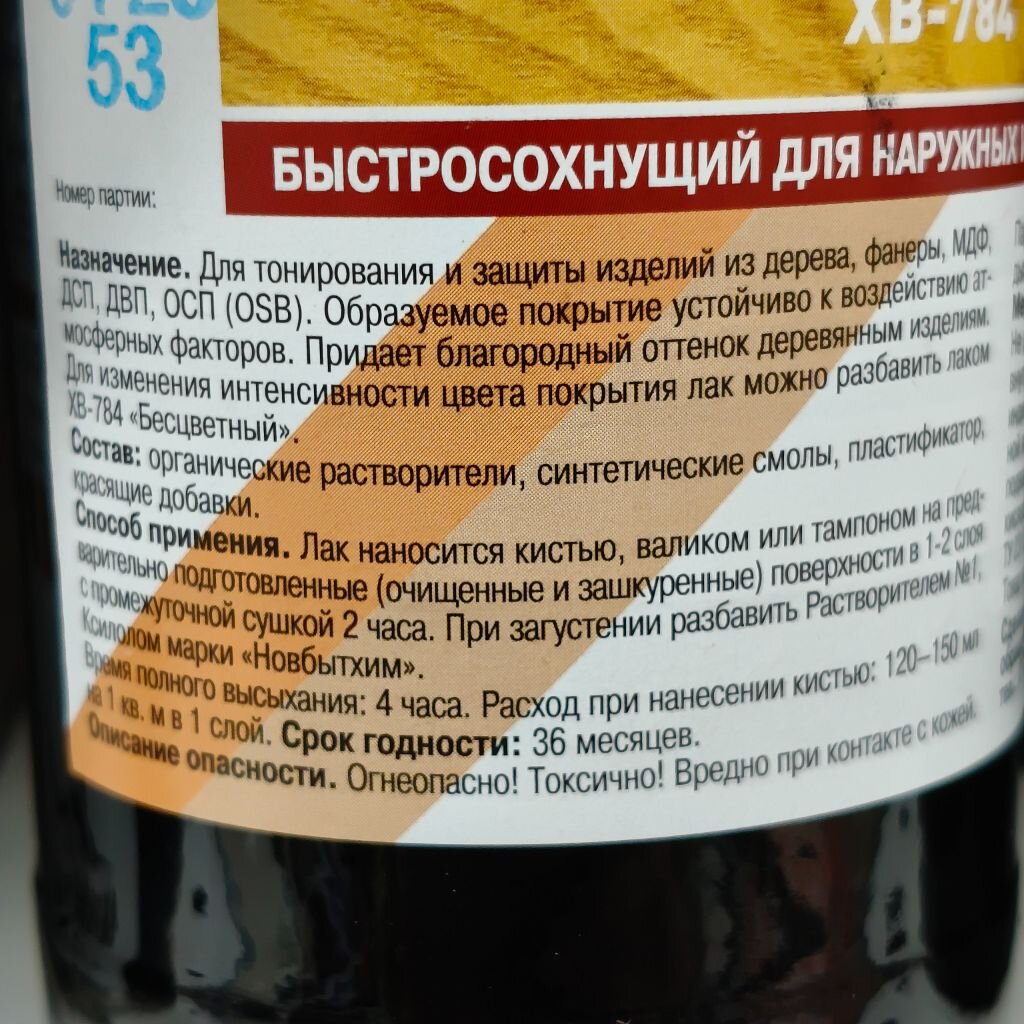 53
ХВ-784
БЫСТРОСОХНУЩИЙ ДЛЯ НАРУЖНЫХ
Номер партии:
Назначение. Для тонирования и защиты изделий из дерева, фанеры, МДФ,
ДСП, ДВП, ОСП (OSB). Образуемое покрытие устойчиво к воздействию ат-
мосферных факторов. Придает благородный оттенок деревянным изделиям.
Для изменения интенсивности цвета покрытия лак можно разбавить лаком
ХВ-784 «Бесцветный».
Состав: органические растворители, синтетические смолы, пластификатор,
красящие добавки.
Способ применения. Лак наносится кистью, валиком или тампоном на пред-
варительно подготовленные (очищенные и зашкуренные) поверхности в 1-2 слоя
с промежуточной сушкой 2 часа. При загустении разбавить Растворителем №1,
Ксилолом марки «Новбытхим».
Время полного высыхания: 4 часа. Расход при нанесении кистью: 120–150 мл
на 1 кв. м в 1 слой. Срок годности: 36 месяцев.
Описание опасности. Огнеопасно! Токсично! Вредно при контакте с кожей.